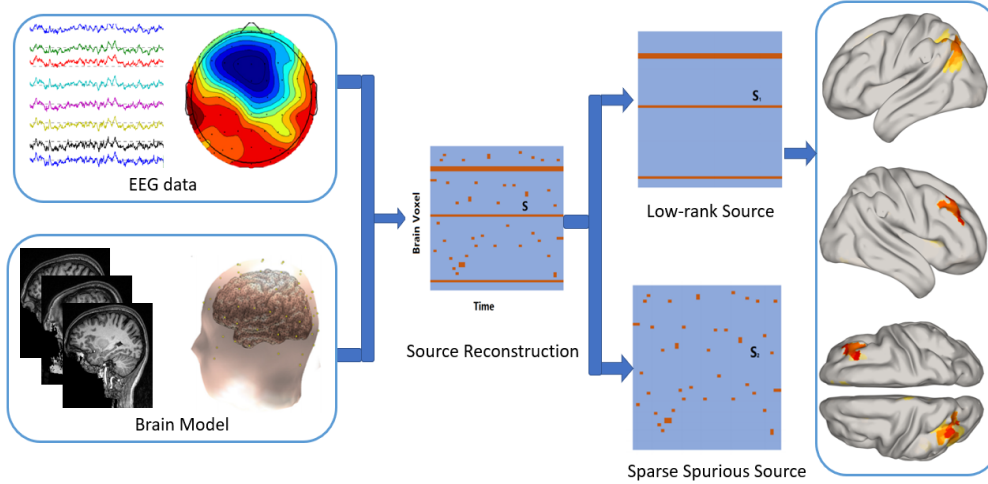 EEG data
Brain Model
Brain Voxel
S
Time
Source Reconstruction
S₁
Low-rank Source
S₂
Sparse Spurious Source